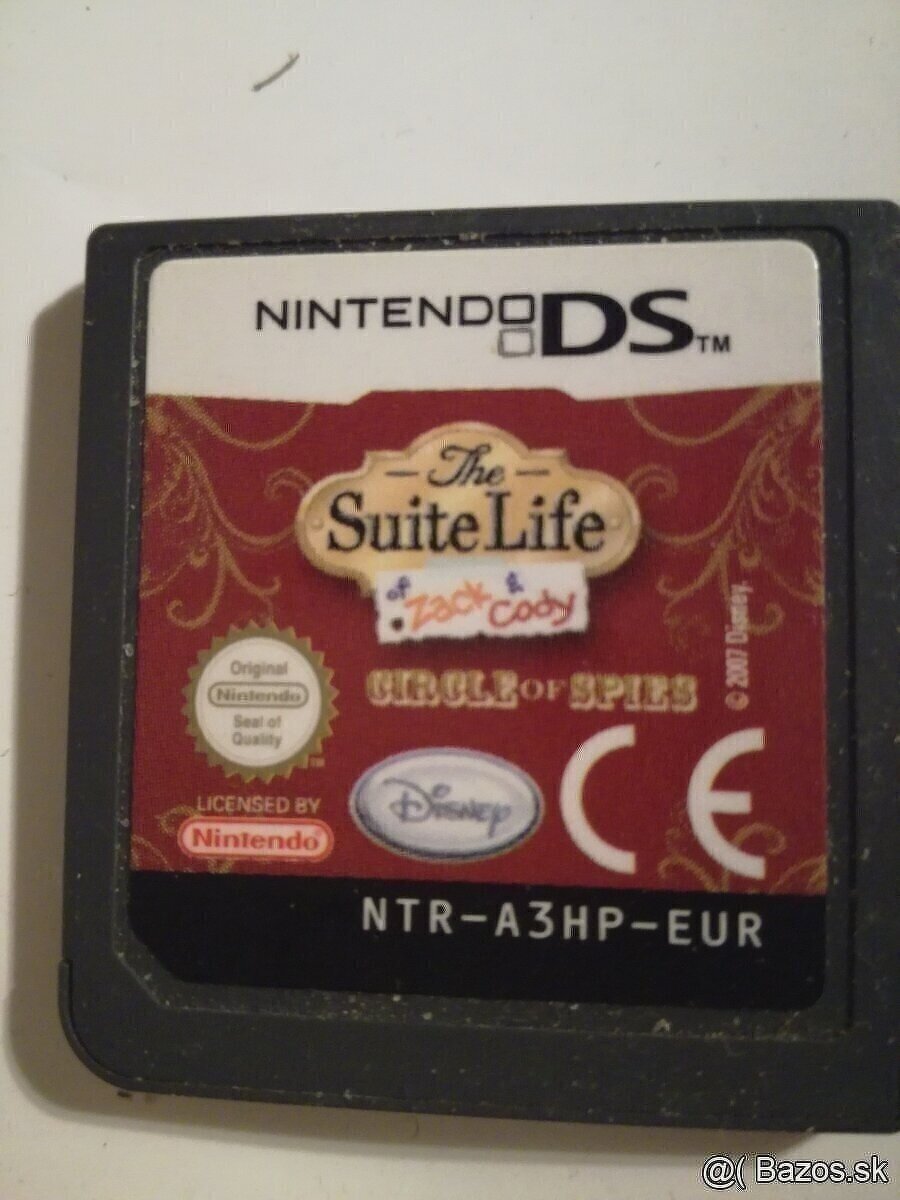 NINTENDO DS TM
The
Suite Life
of Zack &
Cody
CIRCLE OF SPIES
© 2007 Disney
Original
Nintendo
Seal of
Quality
TM
LICENSED BY
Nintendo®
Disney
CE
NTR-A3HP-EUR
@( Bazos.sk